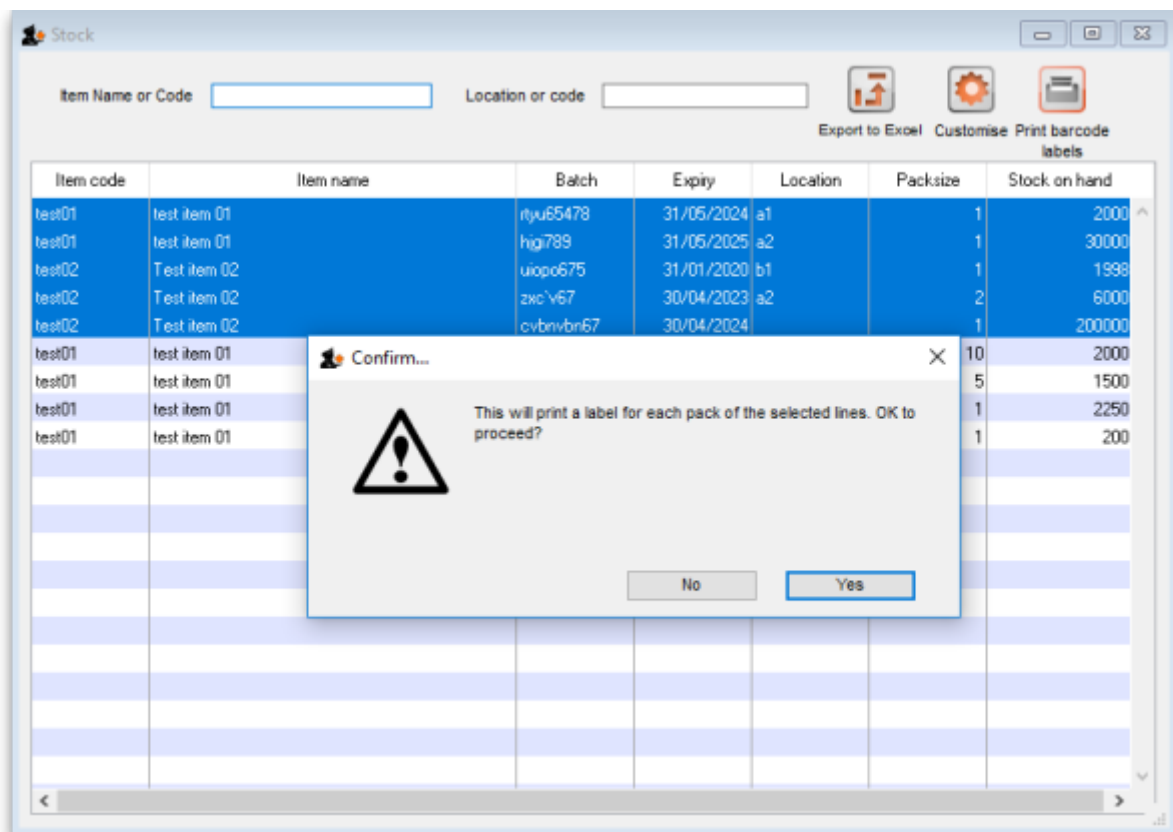 Stock
Item Name or Code Location or code
Export to Excel Customise Print barcode
labels
Item code Item name Batch Expiry Location Packsize Stock on hand
test01 test item 01 rtyu65478 31/05/2024 a1 1 2000
test01 test item 01 hjgi789 31/05/2025 a2 1 30000
test02 Test item 02 uiopo675 31/01/2020 b1 1 1998
test02 Test item 02 zxc`v67 30/04/2023 a2 2 6000
test02 Test item 02 cvbnvbn67 30/04/2024 1 200000
test01 test item 01 10 2000
test01 test item 01 5 1500
test01 test item 01 1 2250
test01 test item 01 1 200
Confirm...
This will print a label for each pack of the selected lines. OK to
proceed?
No Yes